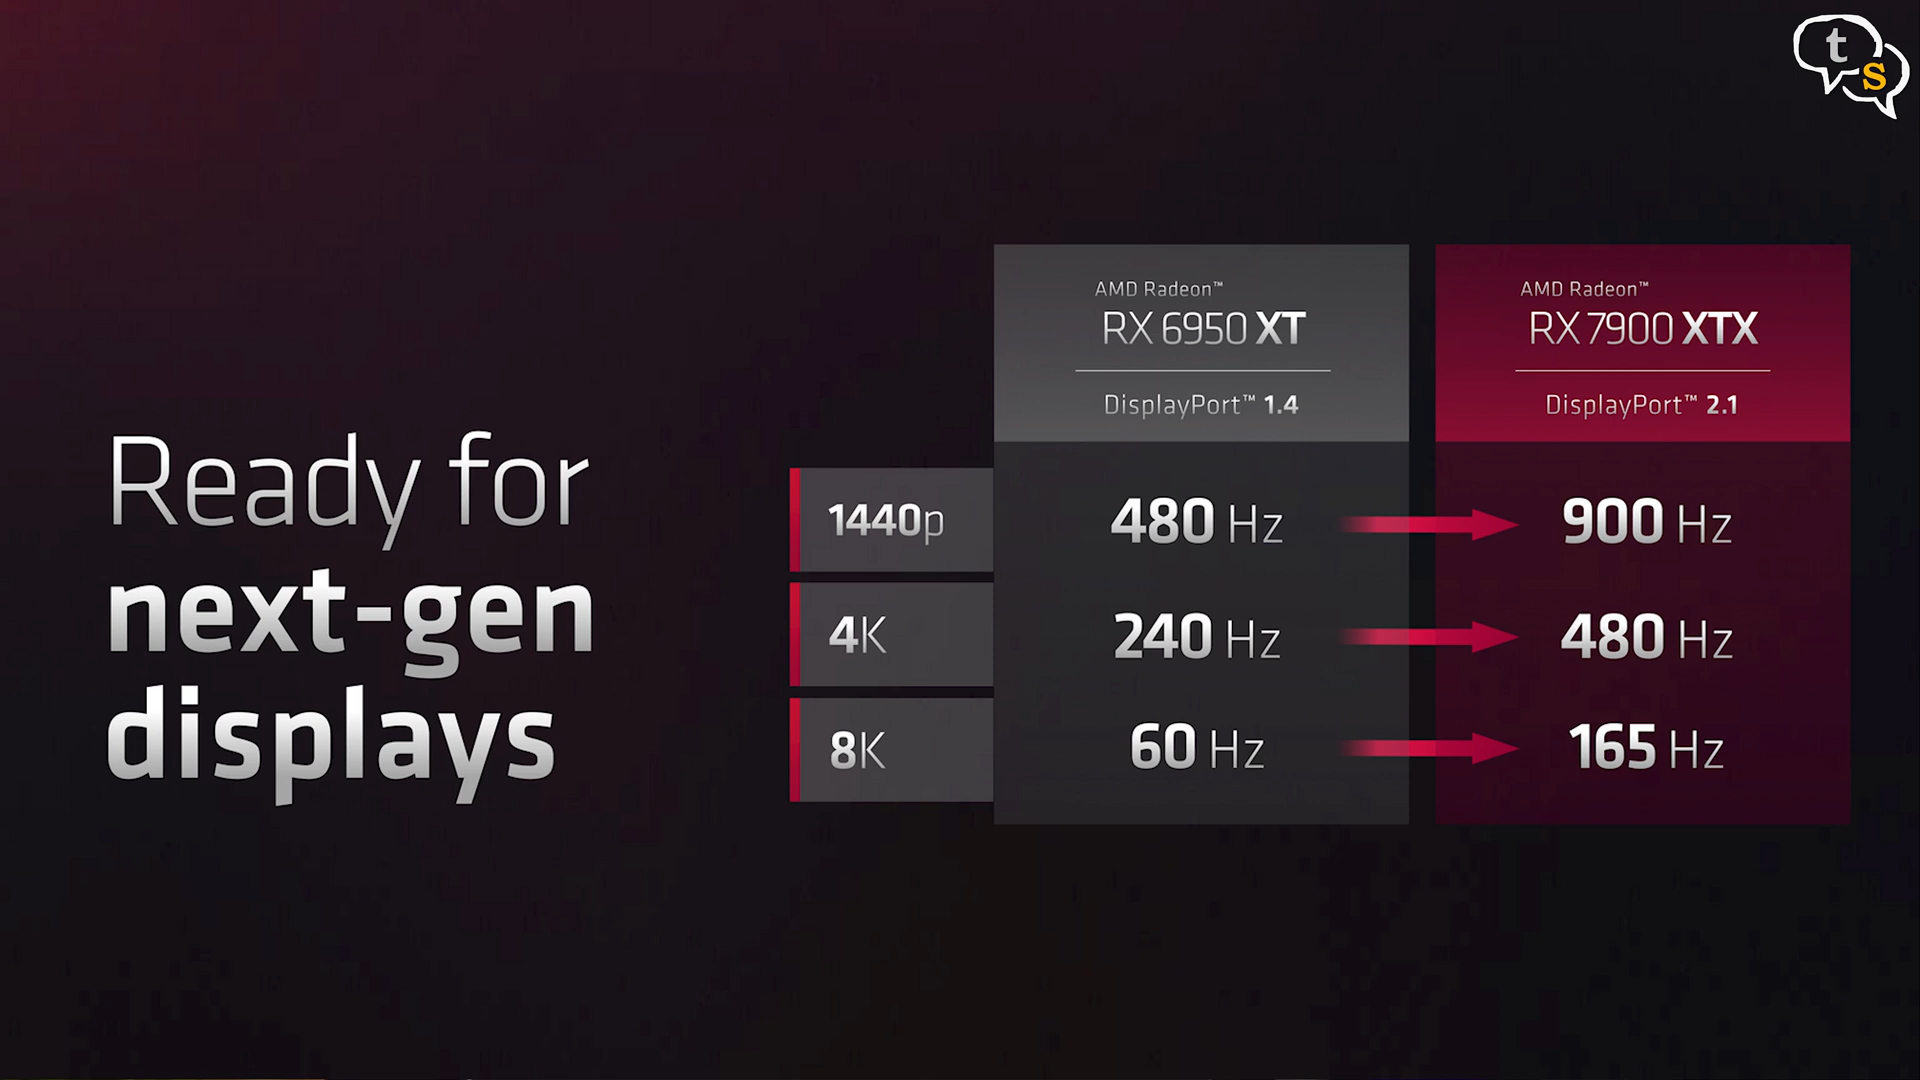 t
s
Ready for
next-gen
displays
AMD Radeon™
RX 6950 XT
DisplayPort™ 1.4
AMD Radeon™
RX 7900 XTX
DisplayPort™ 2.1
1440p 480 Hz 900 Hz
4K 240 Hz 480 Hz
8K 60 Hz 165 Hz